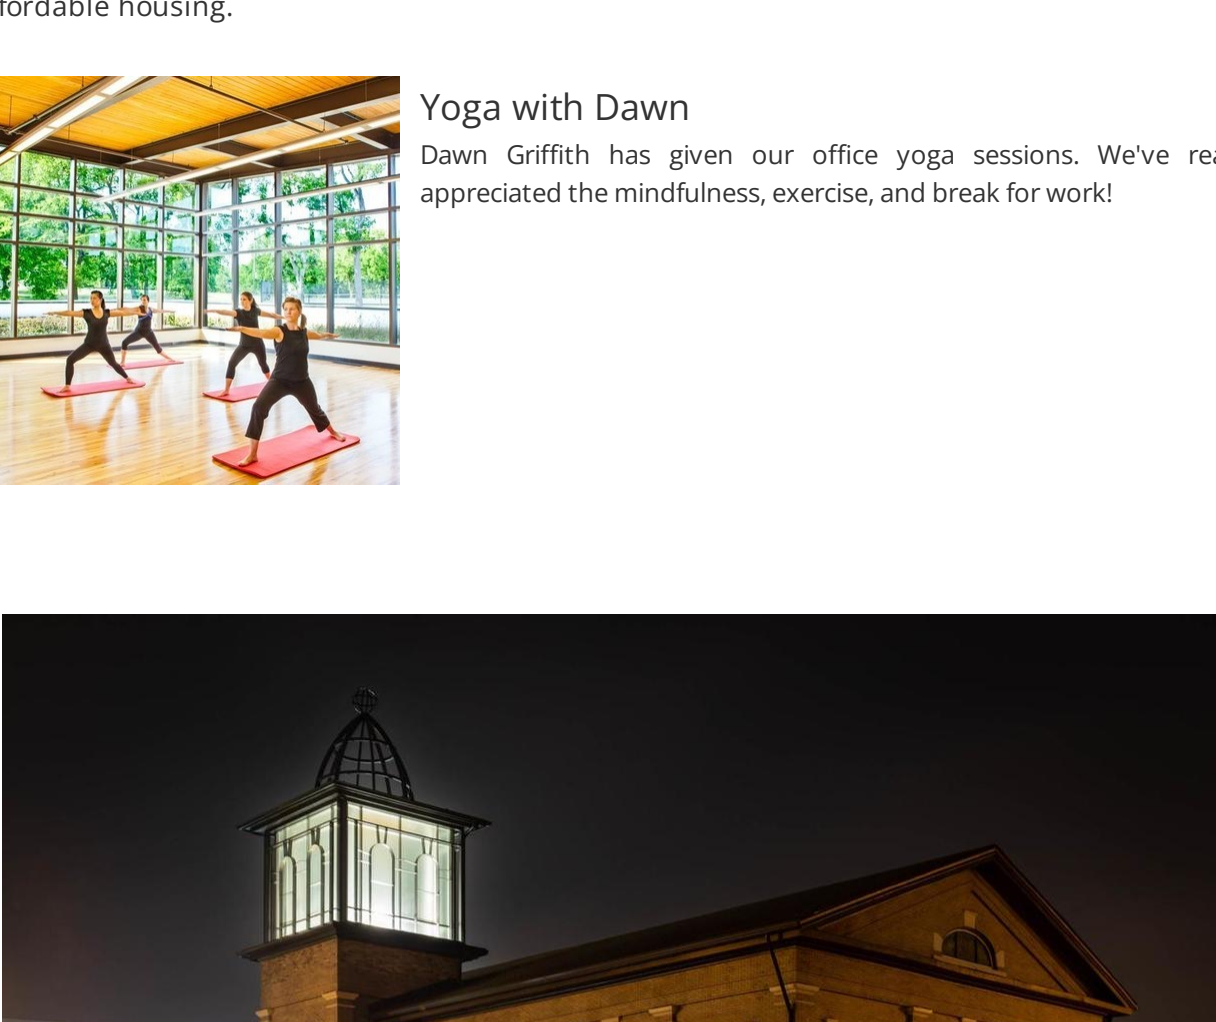 fordable housing.
Yoga with Dawn
Dawn Griffith has given our office yoga sessions. We've rea
appreciated the mindfulness, exercise, and break for work!